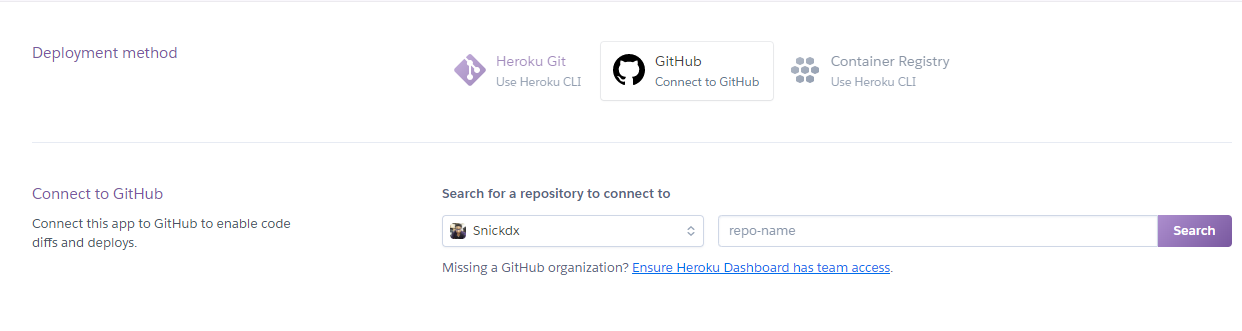 Deployment method
Heroku Git
Use Heroku CLI
GitHub
Connect to GitHub
Container Registry
Use Heroku CLI
Connect to GitHub
Connect this app to GitHub to enable code
diffs and deploys.
Search for a repository to connect to
Snickdx
repo-name
Search
Missing a GitHub organization? Ensure Heroku Dashboard has team access.